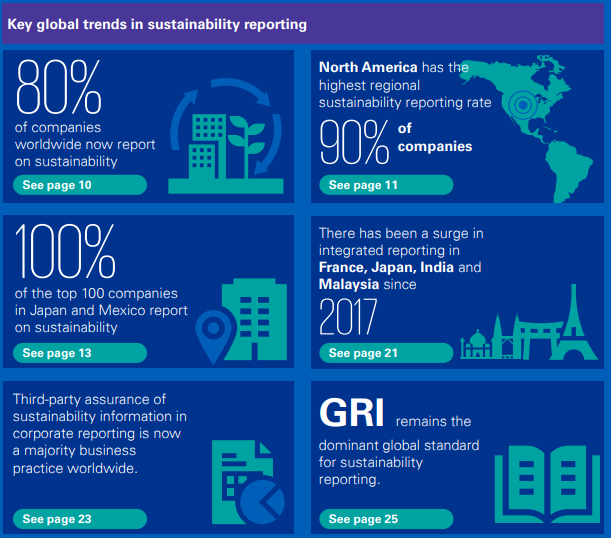 Key global trends in sustainability reporting
80%
of companies
worldwide now report
on sustainability
See page 10
North America has the
highest regional
sustainability reporting rate
90% of
companies
See page 11
100%
of the top 100 companies
in Japan and Mexico report
on sustainability
See page 13
There has been a surge in
integrated reporting in
France, Japan, India and
Malaysia since
2017
See page 21
Third-party assurance of
sustainability information in
corporate reporting is now
a majority business
practice worldwide.
See page 23
GRI remains the
dominant global standard
for sustainability
reporting.
See page 25